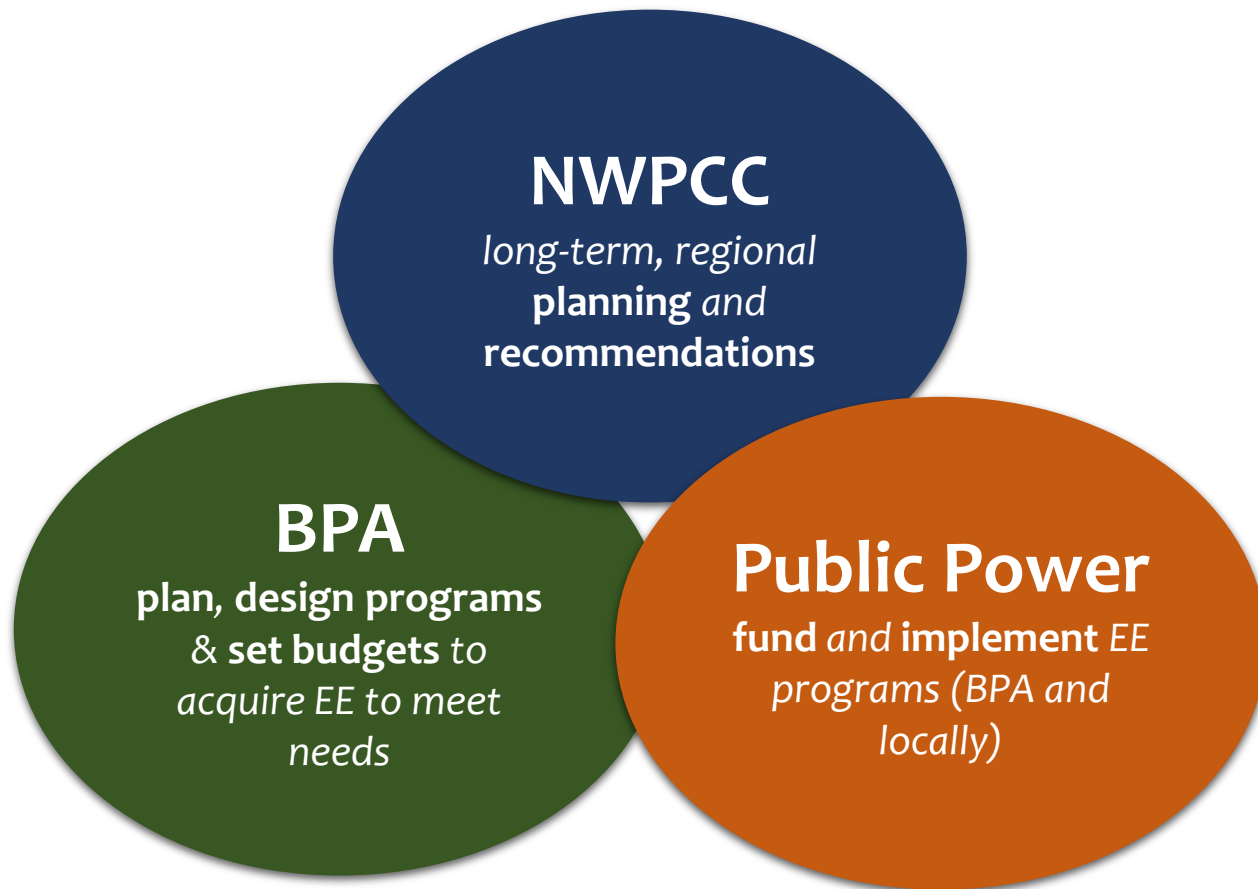 NWPCC
long-term, regional
planning and
recommendations
BPA
plan, design programs
& set budgets to
acquire EE to meet
needs
Public Power
fund and implement EE
programs (BPA and
locally)